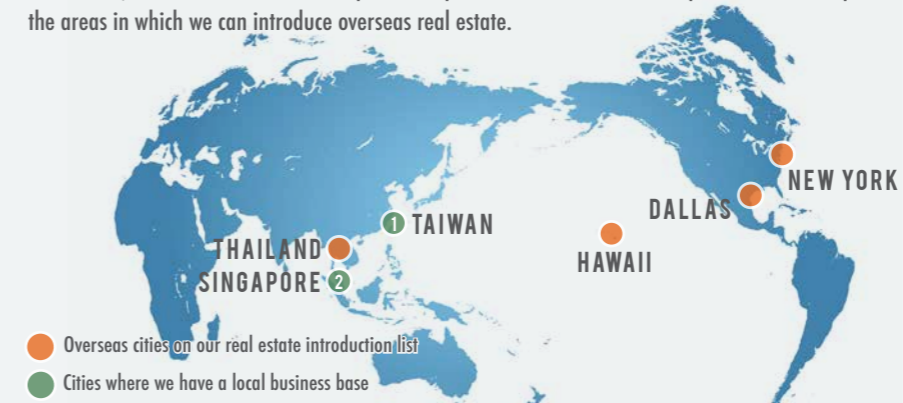 the areas in which we can introduce overseas real estate.
NEW YORK
DALLAS
1 TAIWAN
HAWAII
THAILAND
SINGAPORE 2
Overseas cities on our real estate introduction list
Cities where we have a local business base